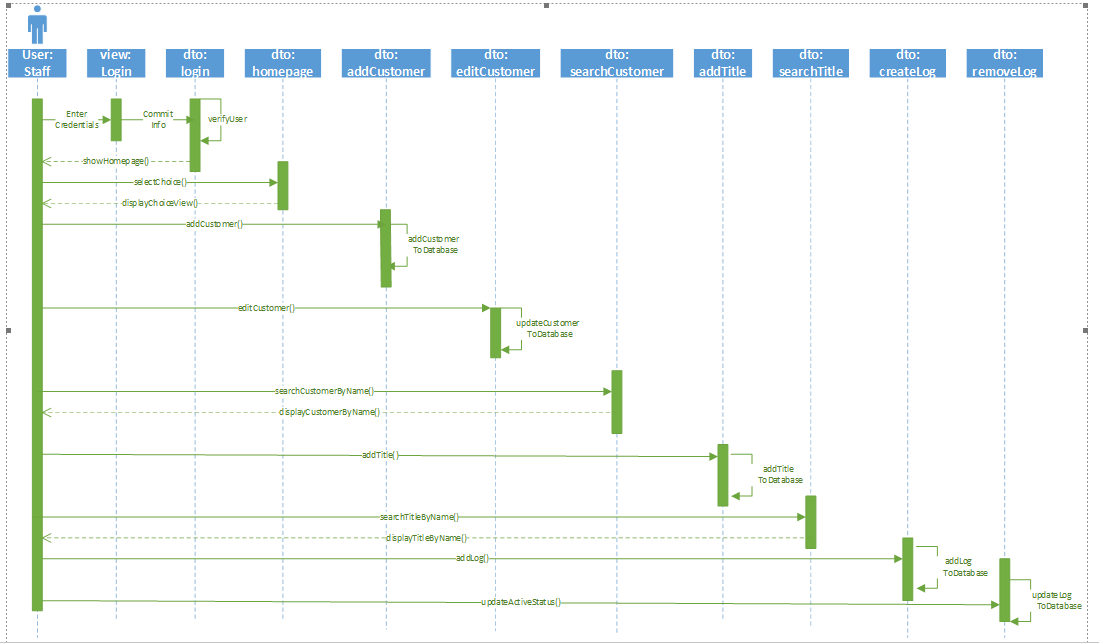 User:
Staff
view:
Login
dto:
login
dto:
homepage
dto:
addCustomer
dto:
editCustomer
dto:
searchCustomer
dto:
addTitle
dto:
searchTitle
dto:
createLog
dto:
removeLog
Enter
Credentials
Commit
Info
verifyUser
showHomepage()
selectChoice()
displayChoiceView()
addCustomer()
addCustomer
ToDatabase
editCustomer()
updateCustomer
ToDatabase
searchCustomerByName()
displayCustomerByName()
addTitle()
addTitle
ToDatabase
searchTitleByName()
displayTitleByName()
addLog()
addLog
ToDatabase
updateActiveStatus()
updateLog
ToDatabase